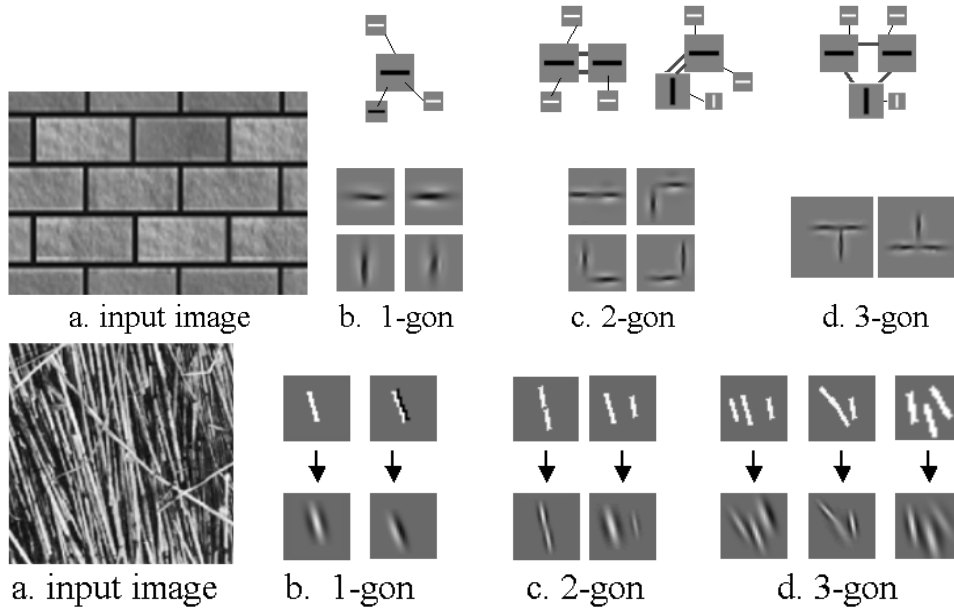 a. input image
b. 1-gon
c. 2-gon
d. 3-gon
a. input image
b. 1-gon
c. 2-gon
d. 3-gon